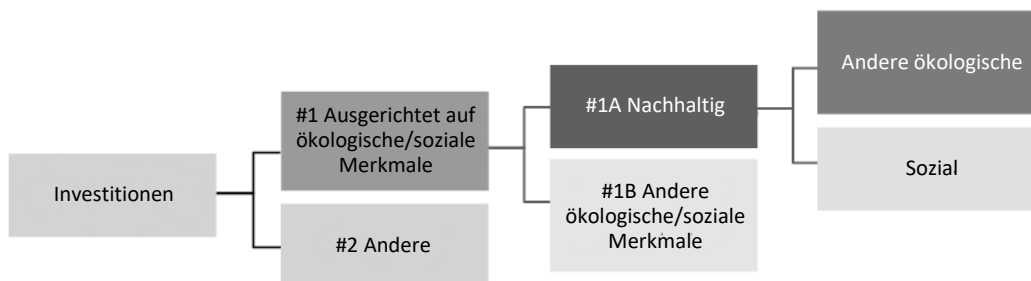 Investitionen
#1 Ausgerichtet auf
ökologische/soziale
Merkmale
#2 Andere
#1A Nachhaltig
#1B Andere
ökologische/soziale
Merkmale
Andere ökologische
Sozial